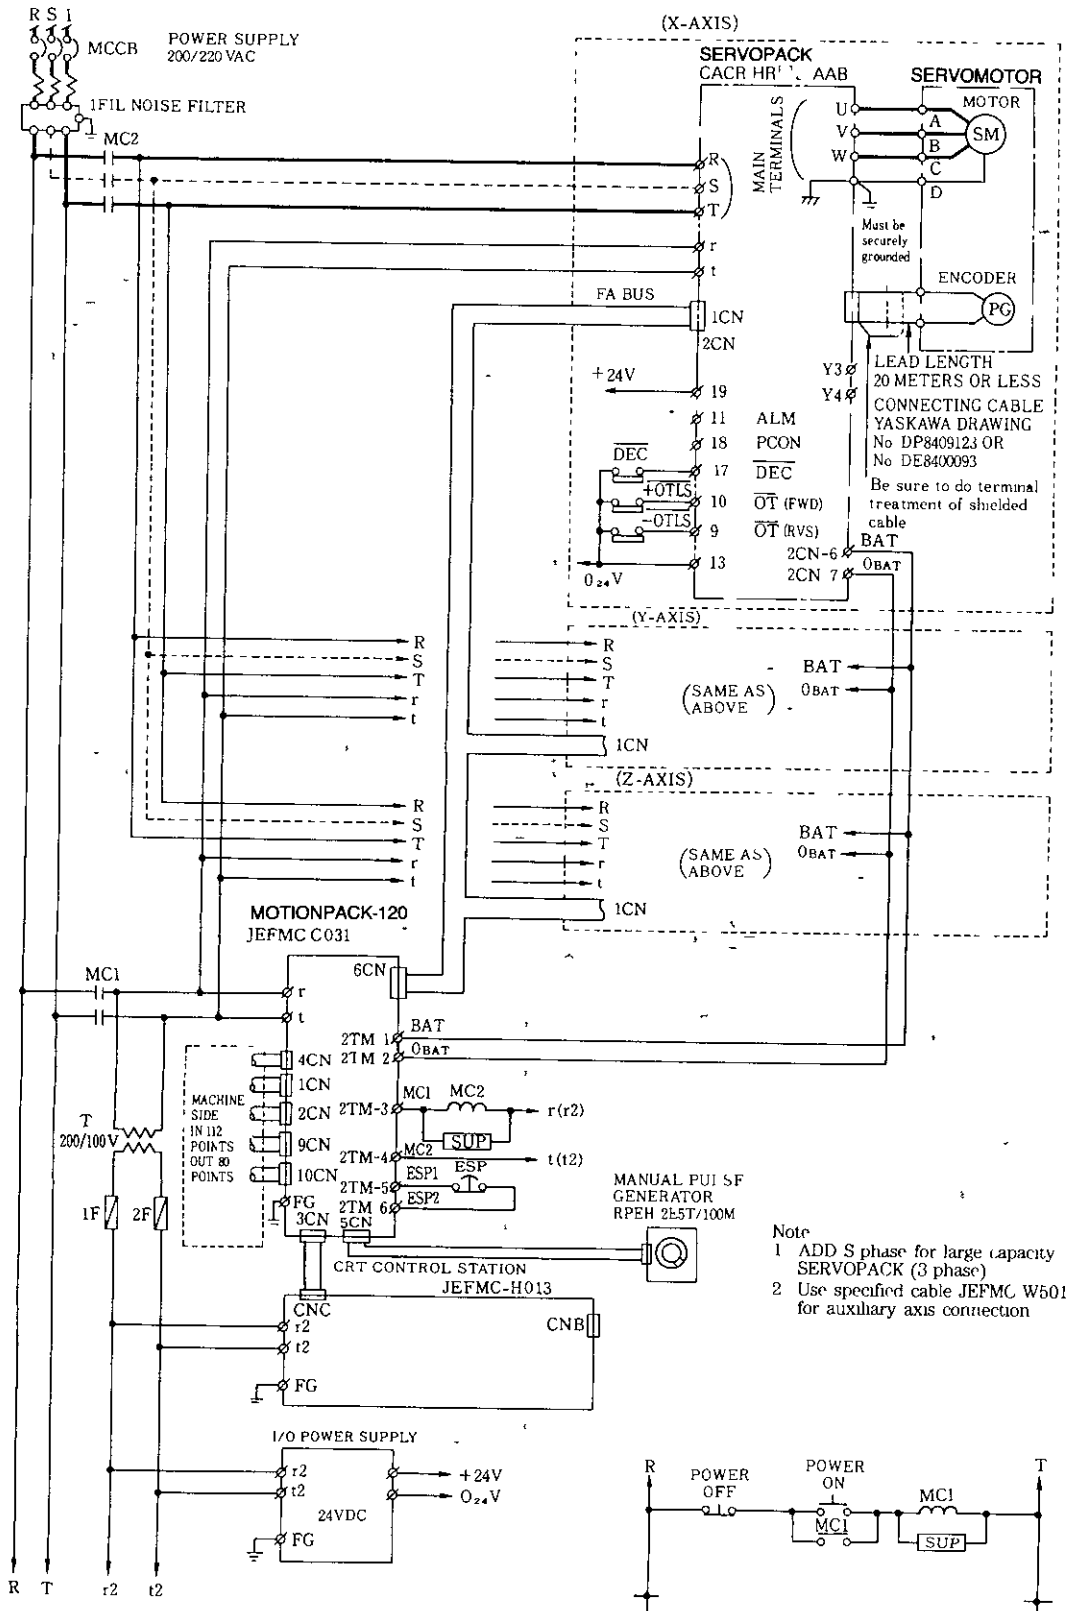 R S T
MCCB
POWER SUPPLY
200/220 VAC
1FIL NOISE FILTER
MC2
(X-AXIS)
SERVOPACK
AAB
SERVOMOTOR
MAIN TERMINALS
MOTOR
U
V
W
A
B
C
D
SM
R
S
T
r
t
Must be
securely
grounded
FA BUS
1CN
2CN
ENCODER
PG
+24V
19
11 ALM
18 PCON
DEC
17 DEC
+OTLS
10 OT (FWD)
-OTLS
9 OT (RVS)
13
0₂₄V
Y3
Y4
LEAD LENGTH
20 METERS OR LESS
CONNECTING CABLE
YASKAWA DRAWING
No DP8409123 OR
No DE8400093
Be sure to do terminal
treatment of shielded
cable
2CN-6
BAT
2CN 7
0BAT
(Y-AXIS)
R
S
T
r
t
R
S
T
r
t
(SAME AS
ABOVE)
BAT
0BAT
1CN
(Z-AXIS)
R
S
T
r
t
R
S
T
r
t
(SAME AS
ABOVE)
BAT
0BAT
1CN
MOTIONPACK-120
JEFMC C031
MC1
r
t
6CN
2TM 1
BAT
2TM 2
0BAT
4CN
1CN
2CN
9CN
10CN
MACHINE
SIDE
IN 112
POINTS
OUT 80
POINTS
T
200/100V
1F
2F
2TM-3
MC1
MC2
SUP
r(r2)
2TM-4
MC2
t(t2)
2TM-5
ESP1
ESP
2TM 6
ESP2
FG
3CN
5CN
MANUAL
GENERATOR
RPEH 2E5T/100M
CRT CONTROL STATION
JEFMC-H013
CNC
r2
t2
FG
CNB
Note
1 ADD S phase for large capacity
SERVOPACK (3 phase)
2 Use specified cable JEFMC W501
for auxiliary axis connection
I/O POWER SUPPLY
r2
t2
24VDC
FG
+24V
0₂₄V
R T r2 t2
R
POWER
OFF
POWER
ON
MC1
MC1
SUP
T